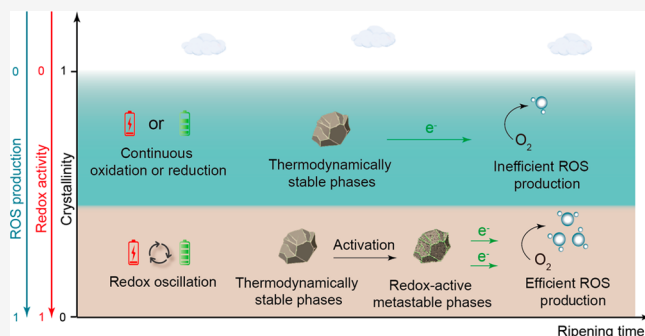 ROS production
Redox activity
Crystallinity
0
0
1
1
1
0
or
Continuous
oxidation or reduction
Thermodynamically
stable phases
e-
O2
Inefficient ROS
production
Redox oscillation
Thermodynamically
stable phases
Activation
Redox-active
metastable phases
e-
e-
O2
Efficient ROS
production
Ripening time